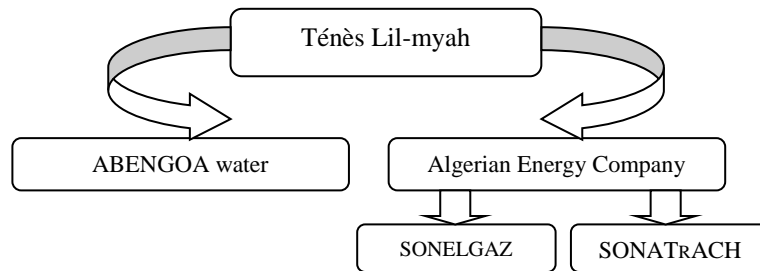 Ténès Lil-myah
ABENGOA water
Algerian Energy Company
SONELGAZ
SONATRACH